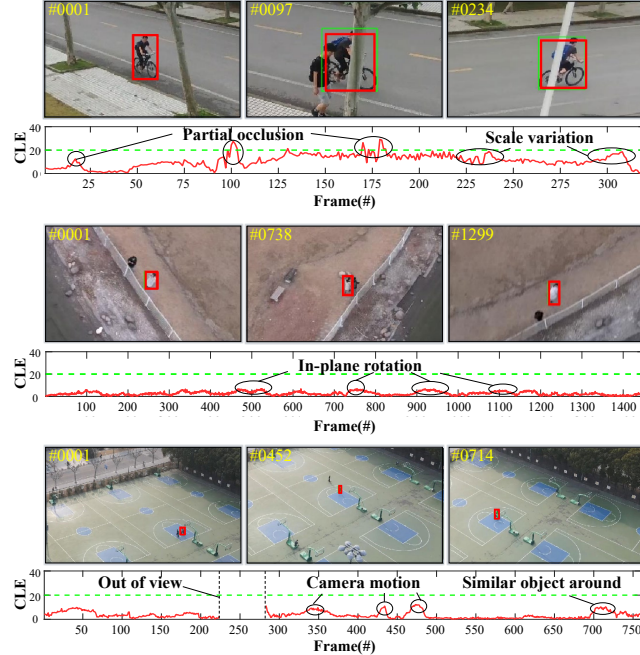 #0001 #0097 #0234
40
20
0
CLE
Partial occlusion Scale variation
25 50 75 100 125 150 175 200 225 250 275 300
Frame(#)
#0001 #0738 #1299
40
20
0
CLE
In-plane rotation
100 200 300 400 500 600 700 800 900 1000 1100 1200 1300 1400
Frame(#)
#0001 #0452 #0714
40
20
0
CLE
Out of view Camera motion Similar object around
50 100 150 200 250 300 350 400 450 500 550 600 650 700 750
Frame(#)